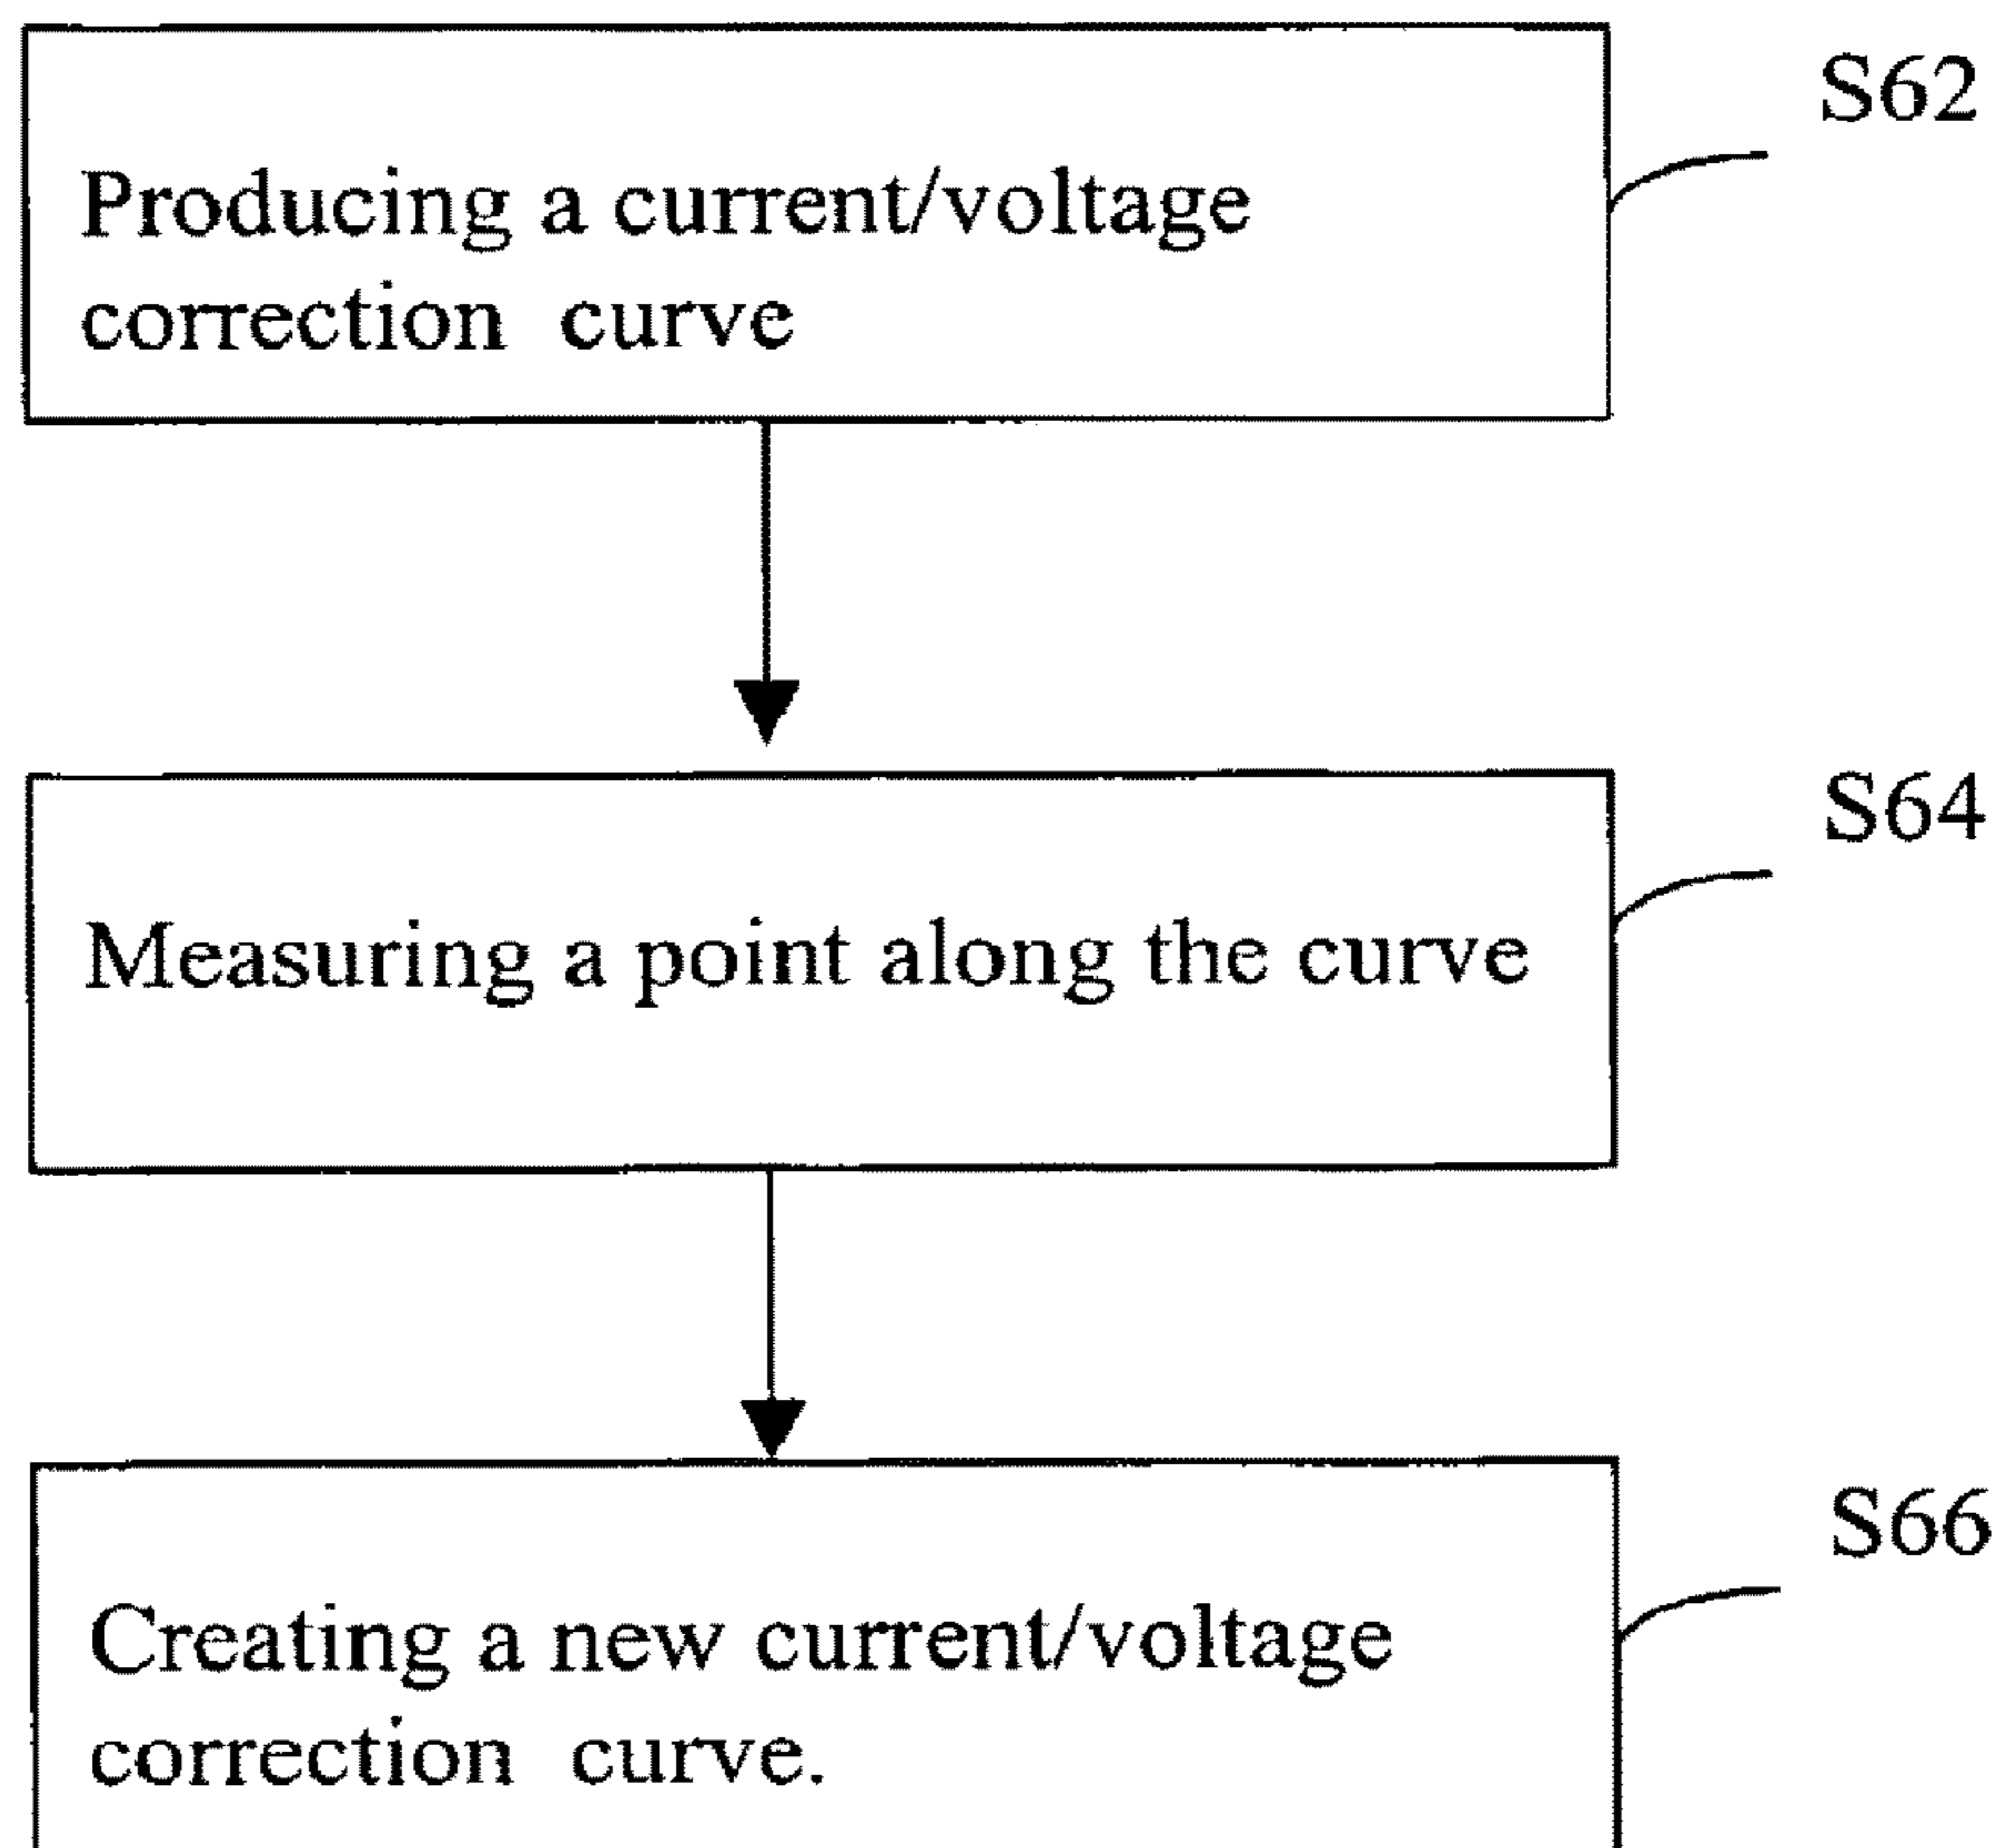 S62
Producing a current/voltage
correction curve
S64
Measuring a point along the curve
S66
Creating a new current/voltage
correction curve.